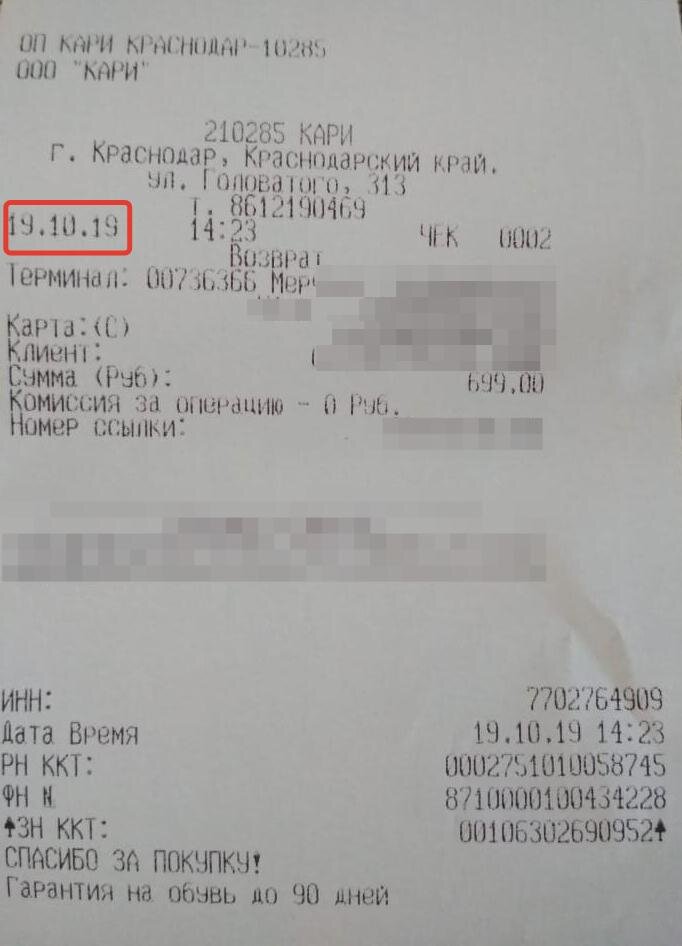 ОП КАРИ КРАСНОДАР-10285
ООО "КАРИ"
210285 КАРИ
г. Краснодар, Краснодарский край.
ул. Головатого, 313
Т. 8612190469
19.10.19 14:23 ЧЕК 0002
Возврат
Терминал: 00736366 Мерч
Карта:(C)
Клиент:
Сумма (Руб): 699.00
Комиссия за операцию - 0 Руб.
Номер ссылки:
ИНН: 7702764909
Дата Время 19.10.19 14:23
РН ККТ: 0002751010058745
ФН № 8710000100434228
↑ЗН ККТ: 00106302690952↑
СПАСИБО ЗА ПОКУПКУ!
Гарантия на обувь до 90 дней